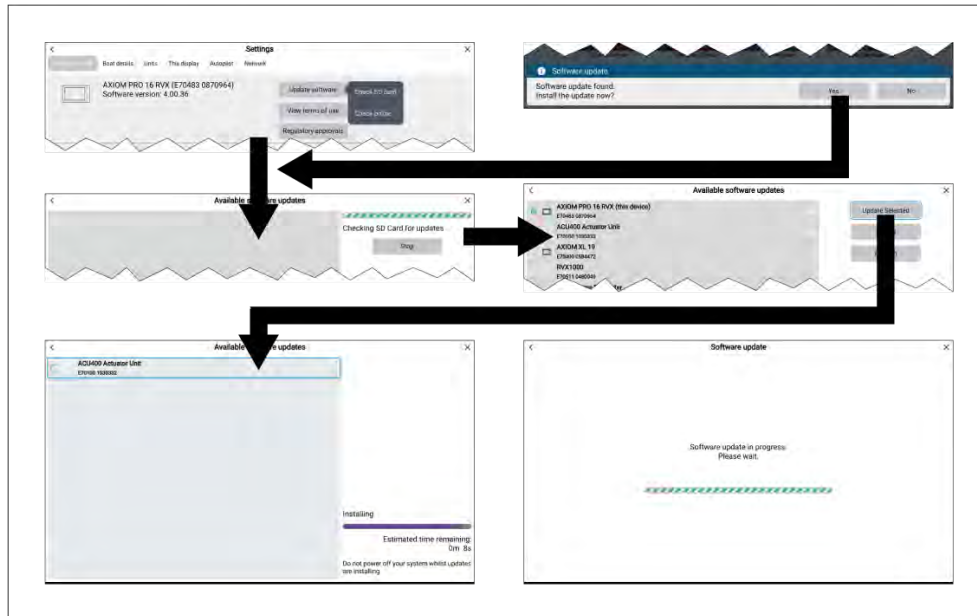 Settings
Boat details Units This display Autopilot Network
AXIOM PRO 16 RVX (E70483 0870964)
Software version: 4.00.36
Update software
Check SD card
View terms of use
Check online
Regulatory approvals
Software update
Software update found.
Install the update now?
Yes
No
Available software updates
Checking SD Card for updates
Stop
Available software updates
AXIOM PRO 16 RVX (this device)
E70483 0870964
Update Selected
ACU400 Actuator Unit
AXIOM XL 19
RVX1000
Available software updates
ACU400 Actuator Unit
Installing
Estimated time remaining:
0m 8s
Do not power off your system whilst updates
are installing
Software update
Software update in progress.
Please wait.